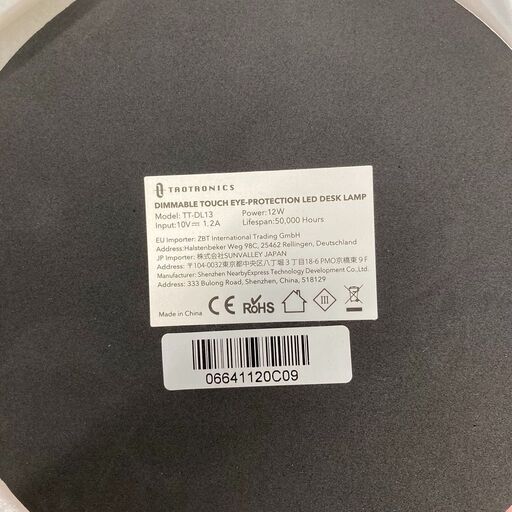 TAOTRONICS
DIMMABLE TOUCH EYE-PROTECTION LED DESK LAMP
Model: TT-DL13 Power:12W
Input:10V⎓1.2A Lifespan:50,000 Hours
EU Importer: ZBT International Trading GmbH
Address:Halstenbeker Weg 98C, 25462 Rellingen, Deutschland
JP Importer: 株式会社SUNVALLEY JAPAN
Address: 〒104-0032東京都中央区八丁堀3丁目18-6 PMO京橋東9F
Manufacturer: Shenzhen NearbyExpress Technology Development Co.,Ltd.
Address: 333 Bulong Road, Shenzhen, China, 518129
Made in China CE RoHS III
06641120C09